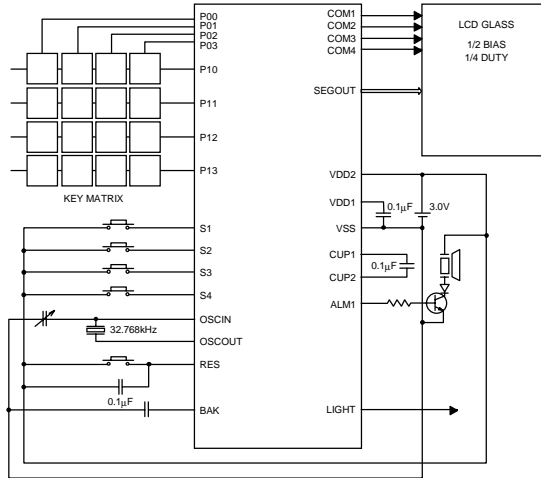 P00
P01
P02
P03
P10
P11
P12
P13
KEY MATRIX
S1
S2
S3
S4
OSCIN
32.768kHz
OSCOUT
RES
0.1μF
BAK
COM1
COM2
COM3
COM4
SEGOUT
LCD GLASS
1/2 BIAS
1/4 DUTY
VDD2
VDD1
0.1μF
3.0V
VSS
CUP1
0.1μF
CUP2
ALM1
LIGHT